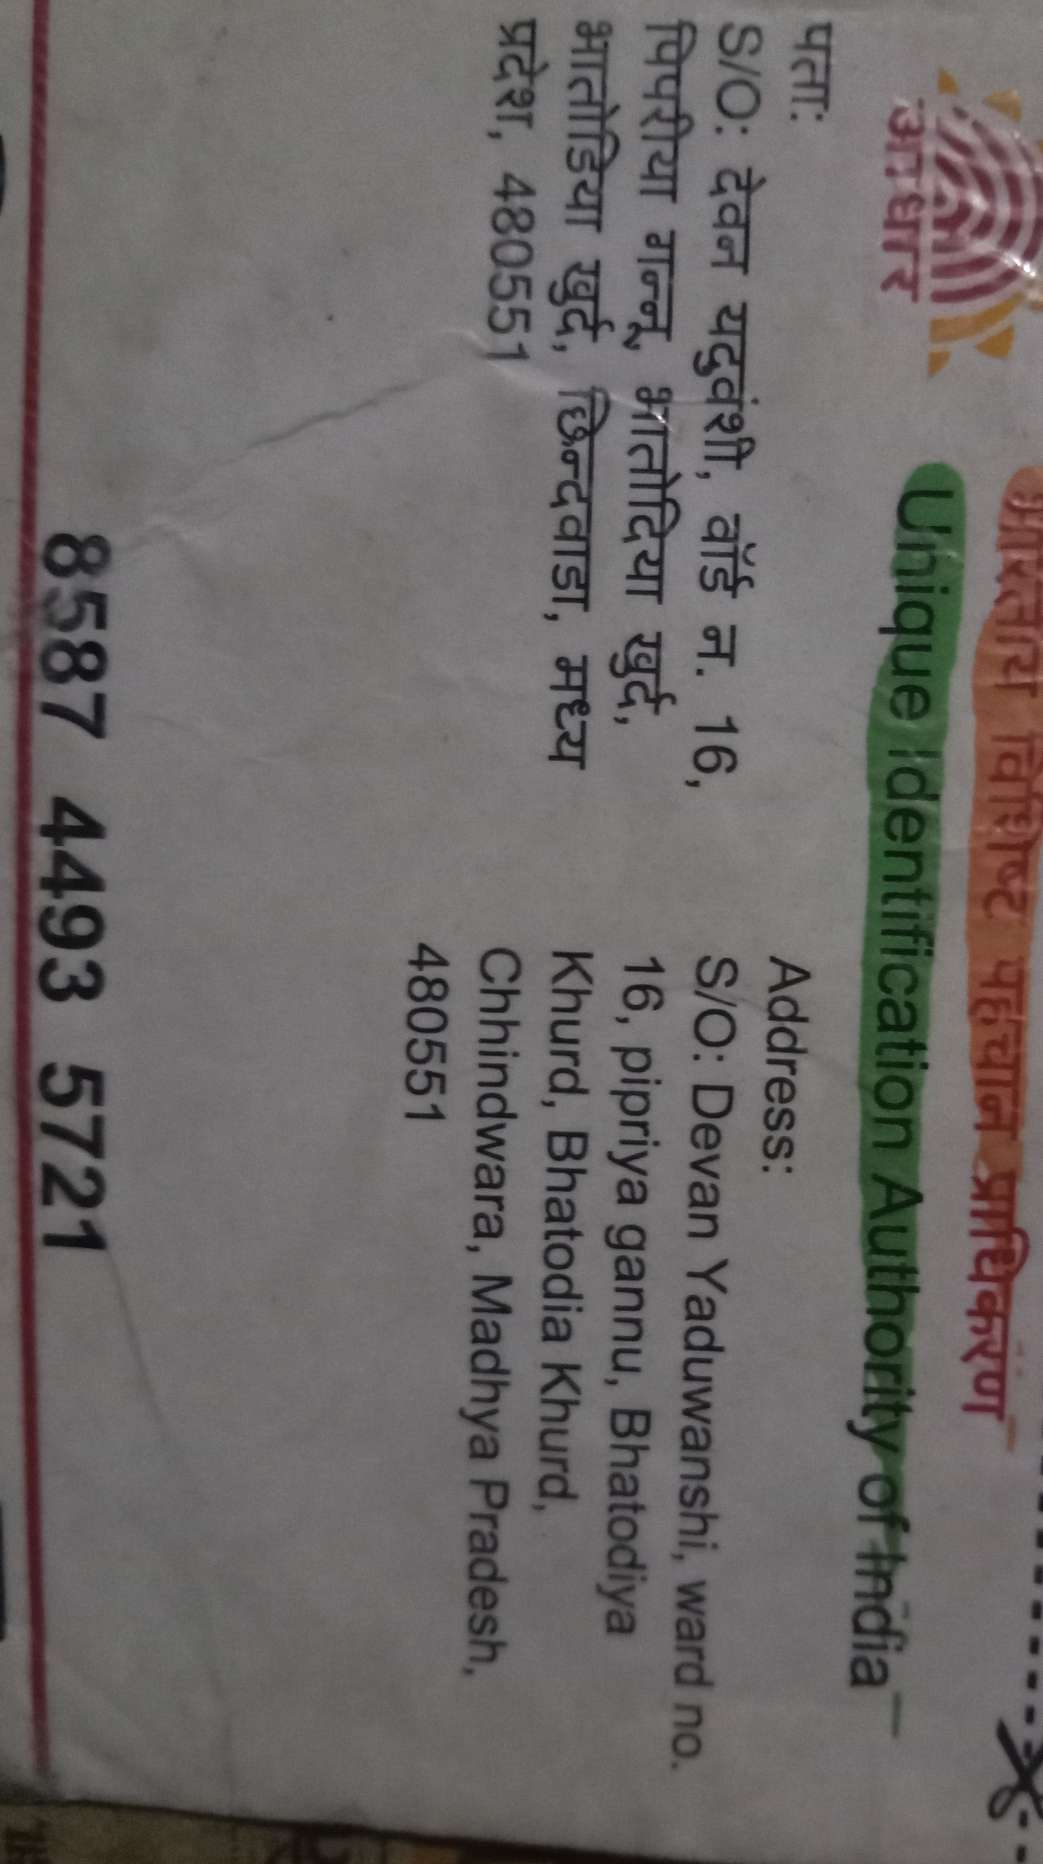 आधार
भारतीय विशिष्ट पहचान प्राधिकरण
Unique Identification Authority of India
पता:
S/O: देवन यदुवंशी, वॉर्ड न. 16,
पिपरीया गन्नू, भातोदिया खुर्द,
भातोडिया खुर्द, छिन्दवाडा, मध्य
प्रदेश, 480551
Address:
S/O: Devan Yaduwanshi, ward no.
16, pipriya gannu, Bhatodiya
Khurd, Bhatodia Khurd,
Chhindwara, Madhya Pradesh,
480551
8587 4493 5721